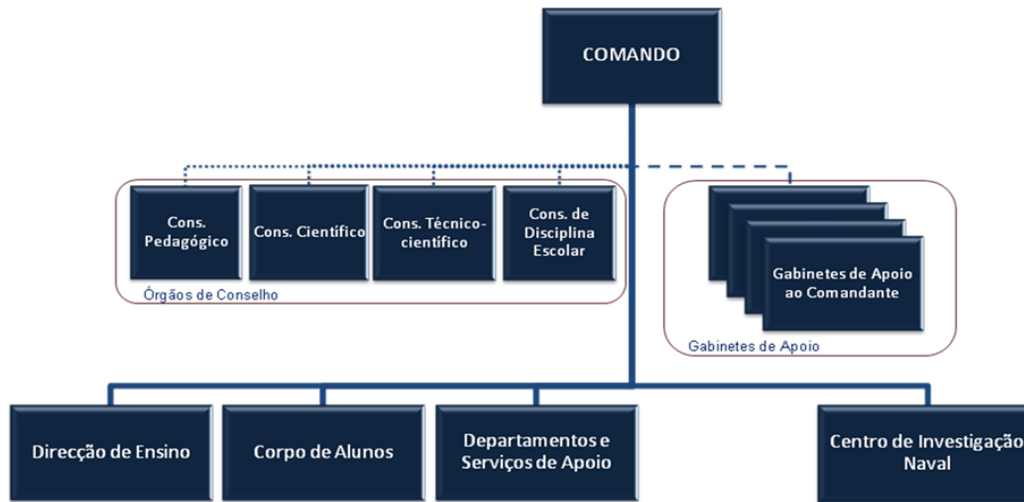 COMANDO
Cons.
Pedagógico
Cons. Científico
Cons. Técnico-
científico
Cons. de
Disciplina
Escolar
Órgãos de Conselho
Gabinetes de Apoio
ao Comandante
Gabinetes de Apoio
Direcção de Ensino
Corpo de Alunos
Departamentos e
Serviços de Apoio
Centro de Investigação
Naval